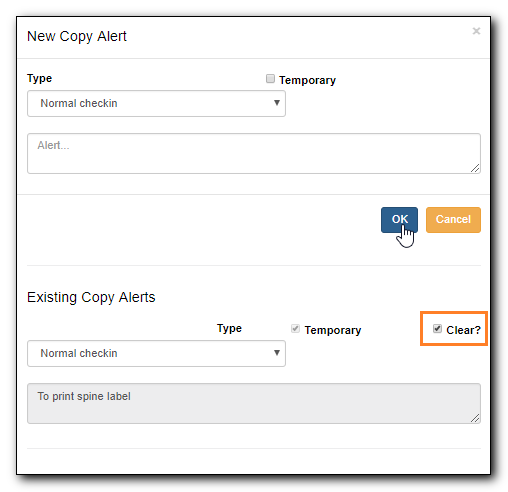 New Copy Alert ×
Type Temporary
Normal checkin
Alert...
OK Cancel
Existing Copy Alerts
Type Temporary Clear?
Normal checkin
To print spine label